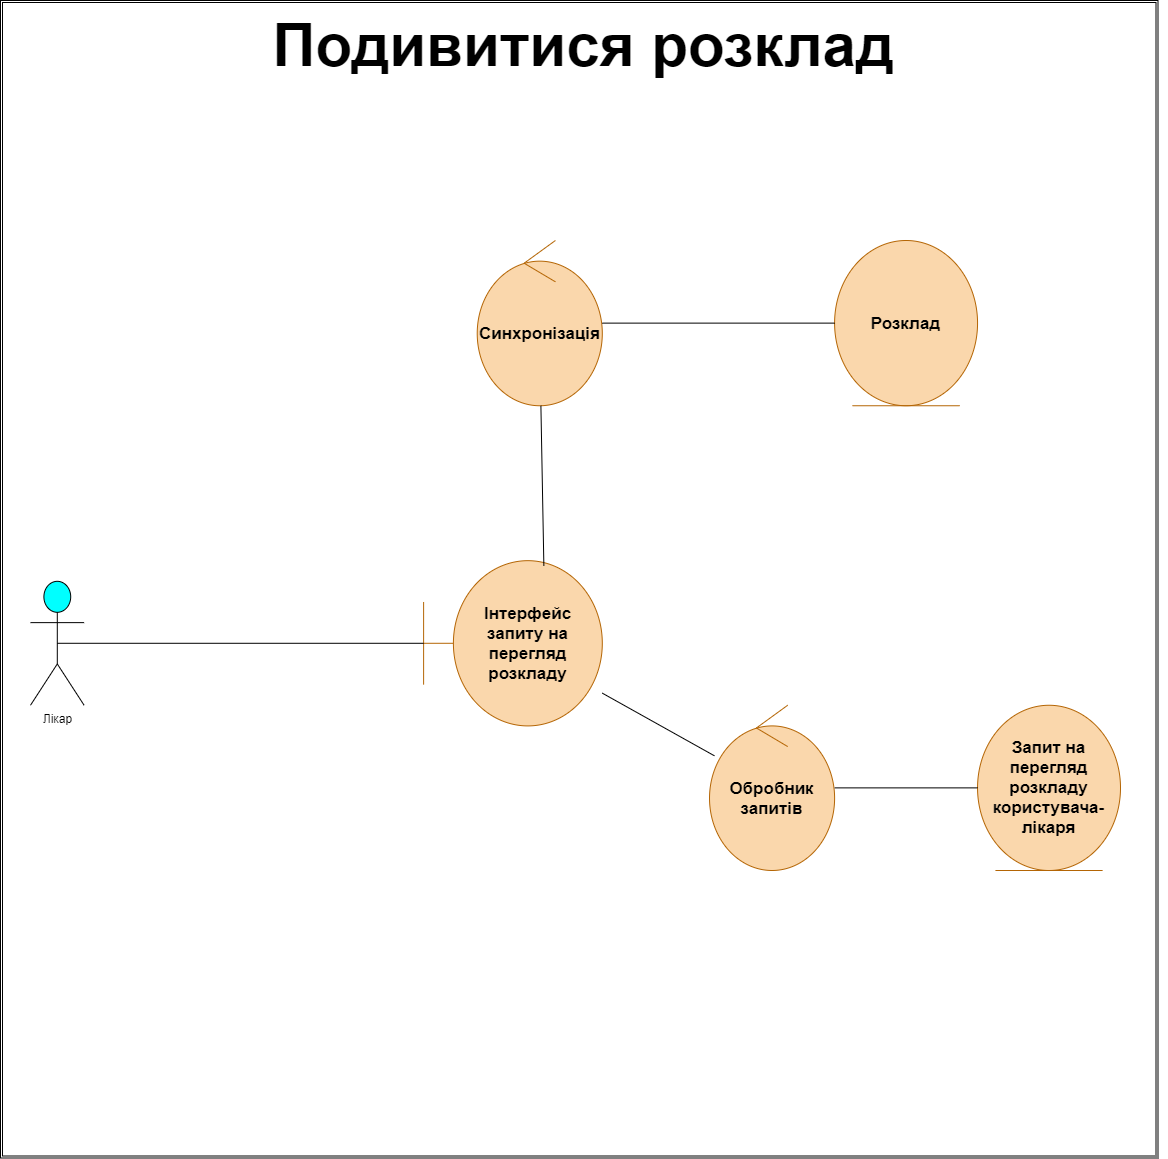 Подивитися розклад
Синхронізація
Розклад
Інтерфейс
запиту на
перегляд
розкладу
Лікар
Обробник
запитів
Запит на
перегляд
розкладу
користувача-
лікаря